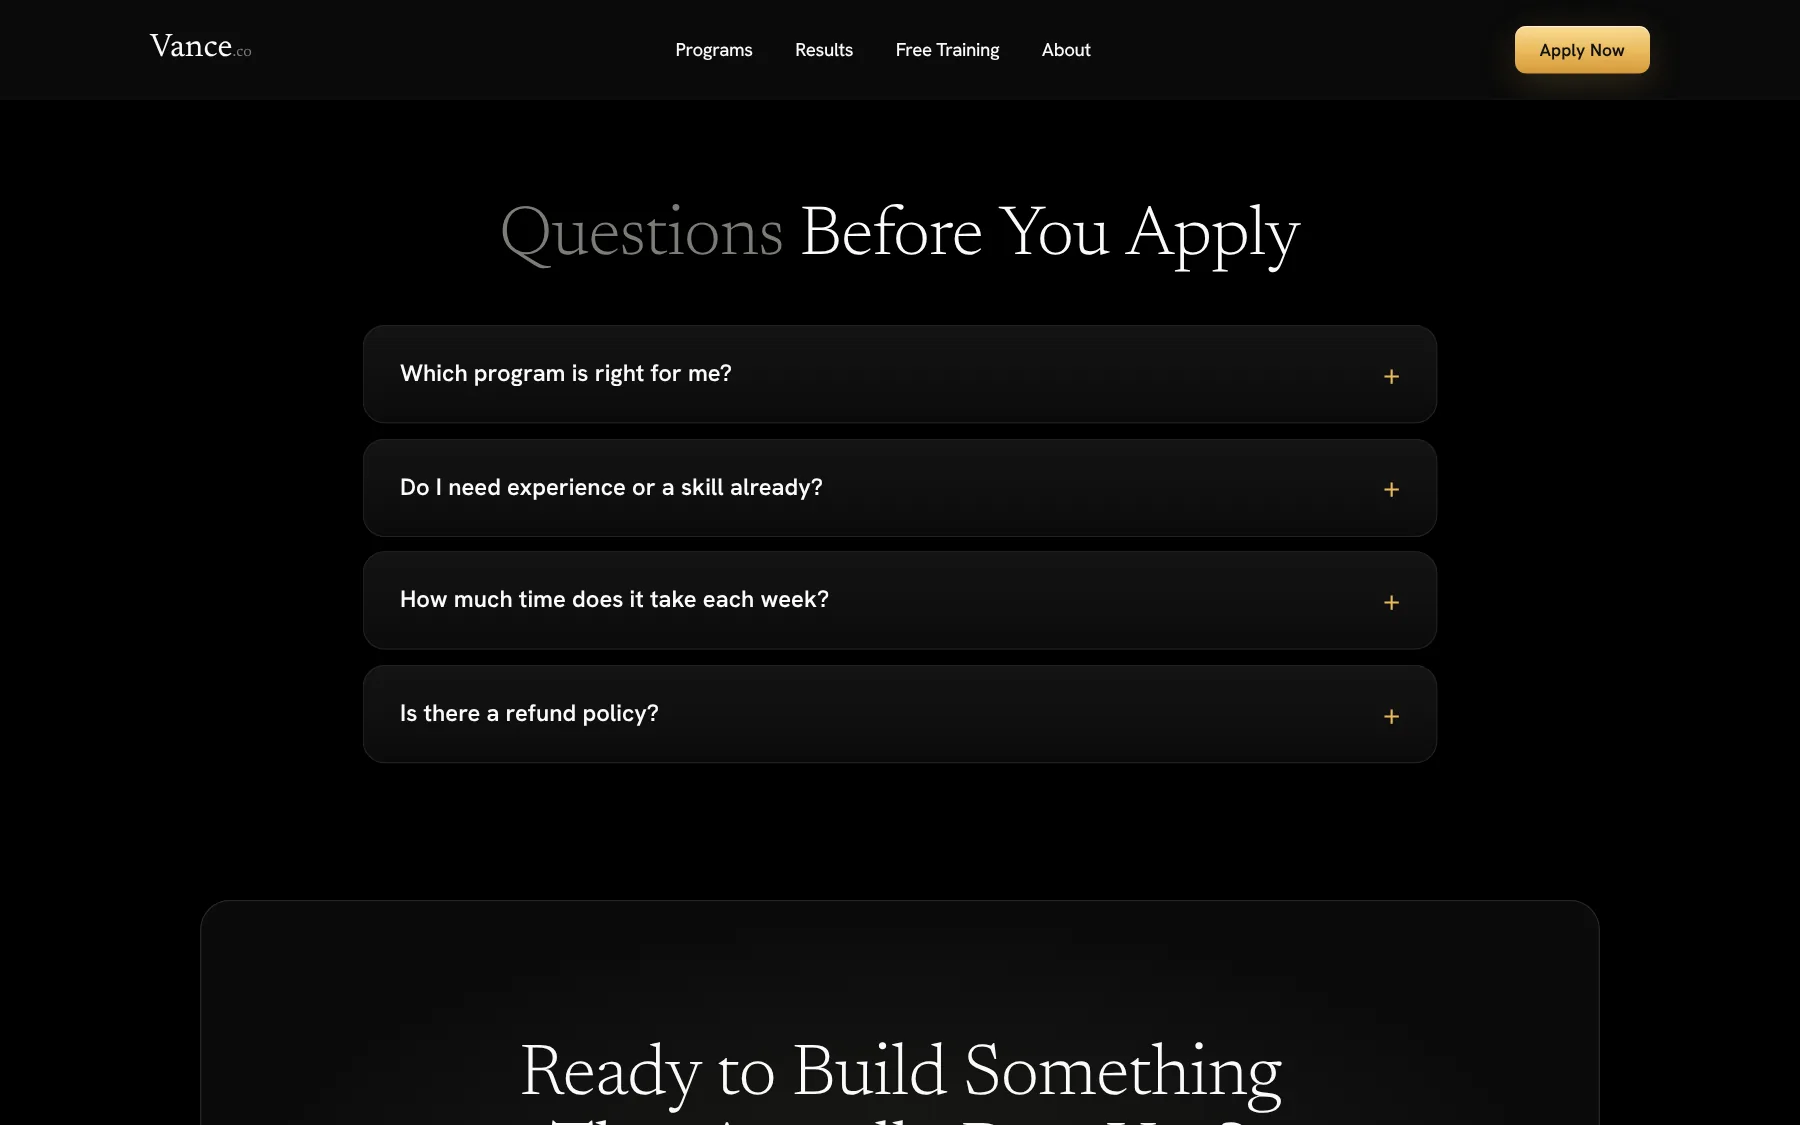 Vance.co
Programs
Results
Free Training
About
Apply Now
Questions Before You Apply
Which program is right for me?
+
Do I need experience or a skill already?
+
How much time does it take each week?
+
Is there a refund policy?
+
Ready to Build Something